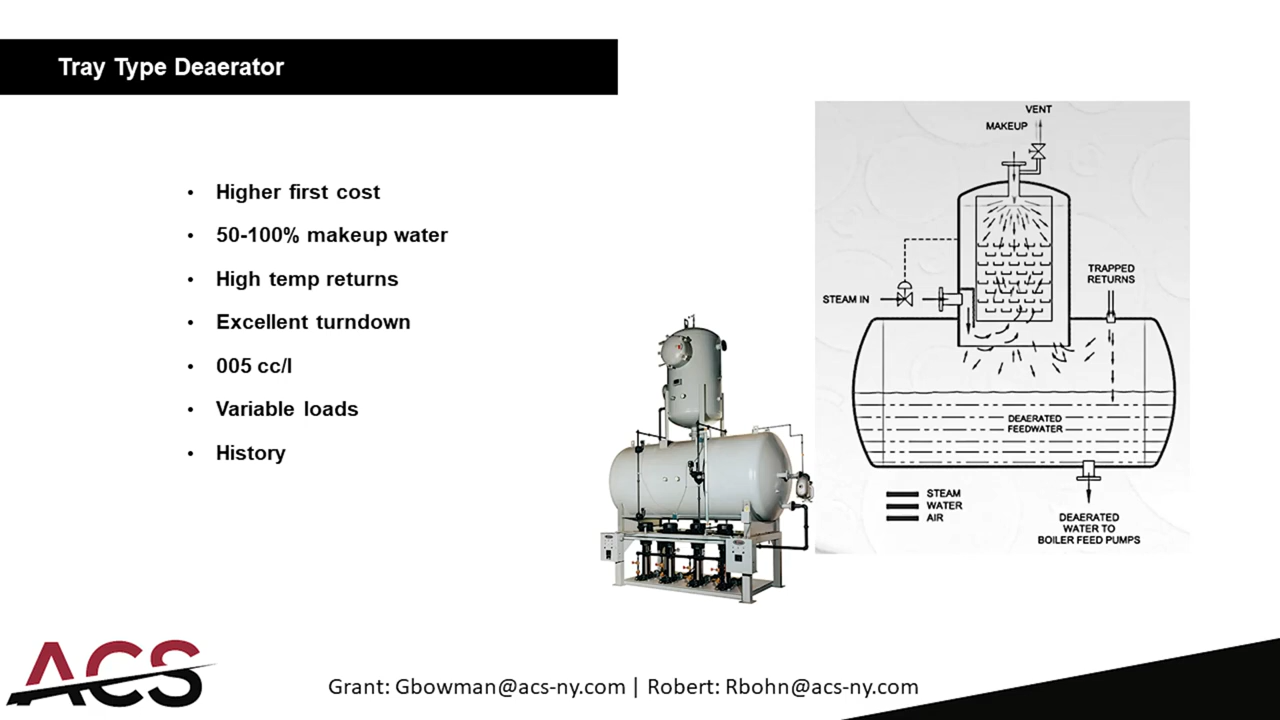 Tray Type Deaerator
• Higher first cost
• 50-100% makeup water
• High temp returns
• Excellent turndown
• 005 cc/l
• Variable loads
• History
VENT
MAKEUP
TRAPPED
RETURNS
STEAM IN
DEAERATED
FEEDWATER
STEAM
WATER
AIR
DEAERATED
WATER TO
BOILER FEED PUMPS
ACS
Grant: Gbowman@acs-ny.com | Robert: Rbohn@acs-ny.com